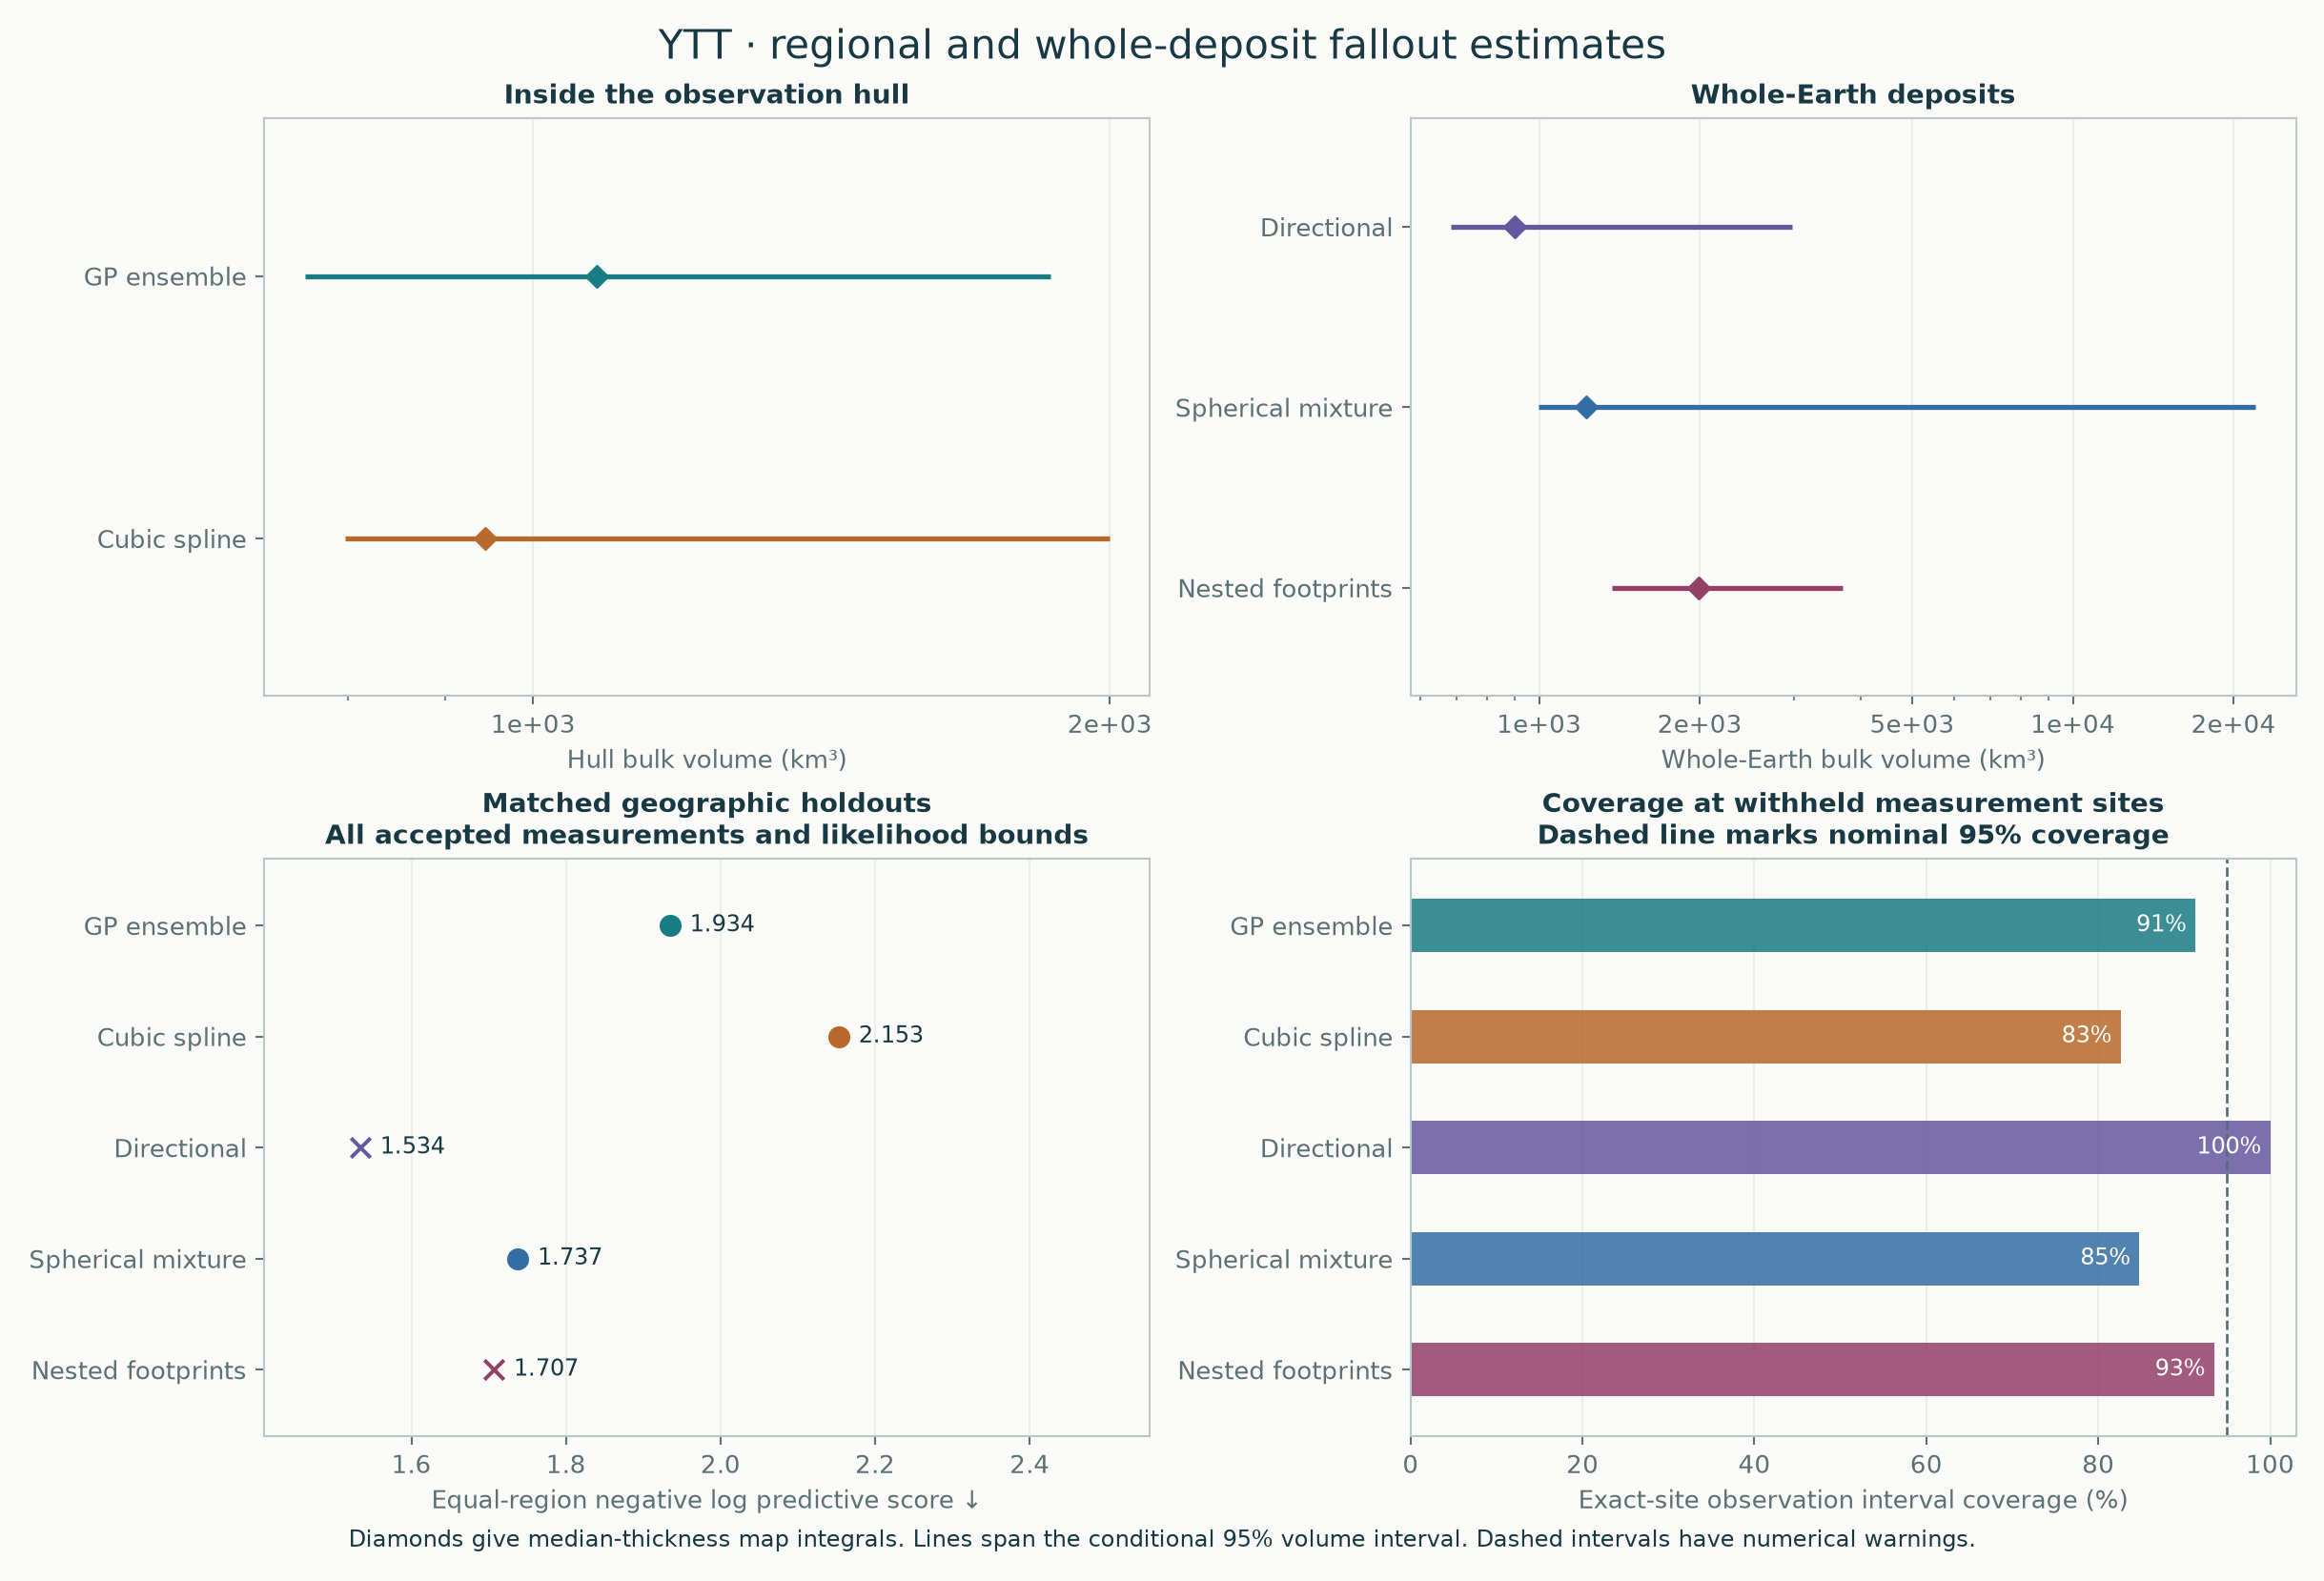 YTT · regional and whole-deposit fallout estimates
Inside the observation hull
GP ensemble
Cubic spline
1e+03
2e+03
Hull bulk volume (km³)
Whole-Earth deposits
Directional
Spherical mixture
Nested footprints
1e+03
2e+03
5e+03
1e+04
2e+04
Whole-Earth bulk volume (km³)
Matched geographic holdouts
All accepted measurements and likelihood bounds
GP ensemble
1.934
Cubic spline
2.153
Directional
1.534
Spherical mixture
1.737
Nested footprints
1.707
1.6
1.8
2.0
2.2
2.4
Equal-region negative log predictive score ↓
Coverage at withheld measurement sites
Dashed line marks nominal 95% coverage
GP ensemble
91%
Cubic spline
83%
Directional
100%
Spherical mixture
85%
Nested footprints
93%
0
20
40
60
80
100
Exact-site observation interval coverage (%)
Diamonds give median-thickness map integrals. Lines span the conditional 95% volume interval. Dashed intervals have numerical warnings.